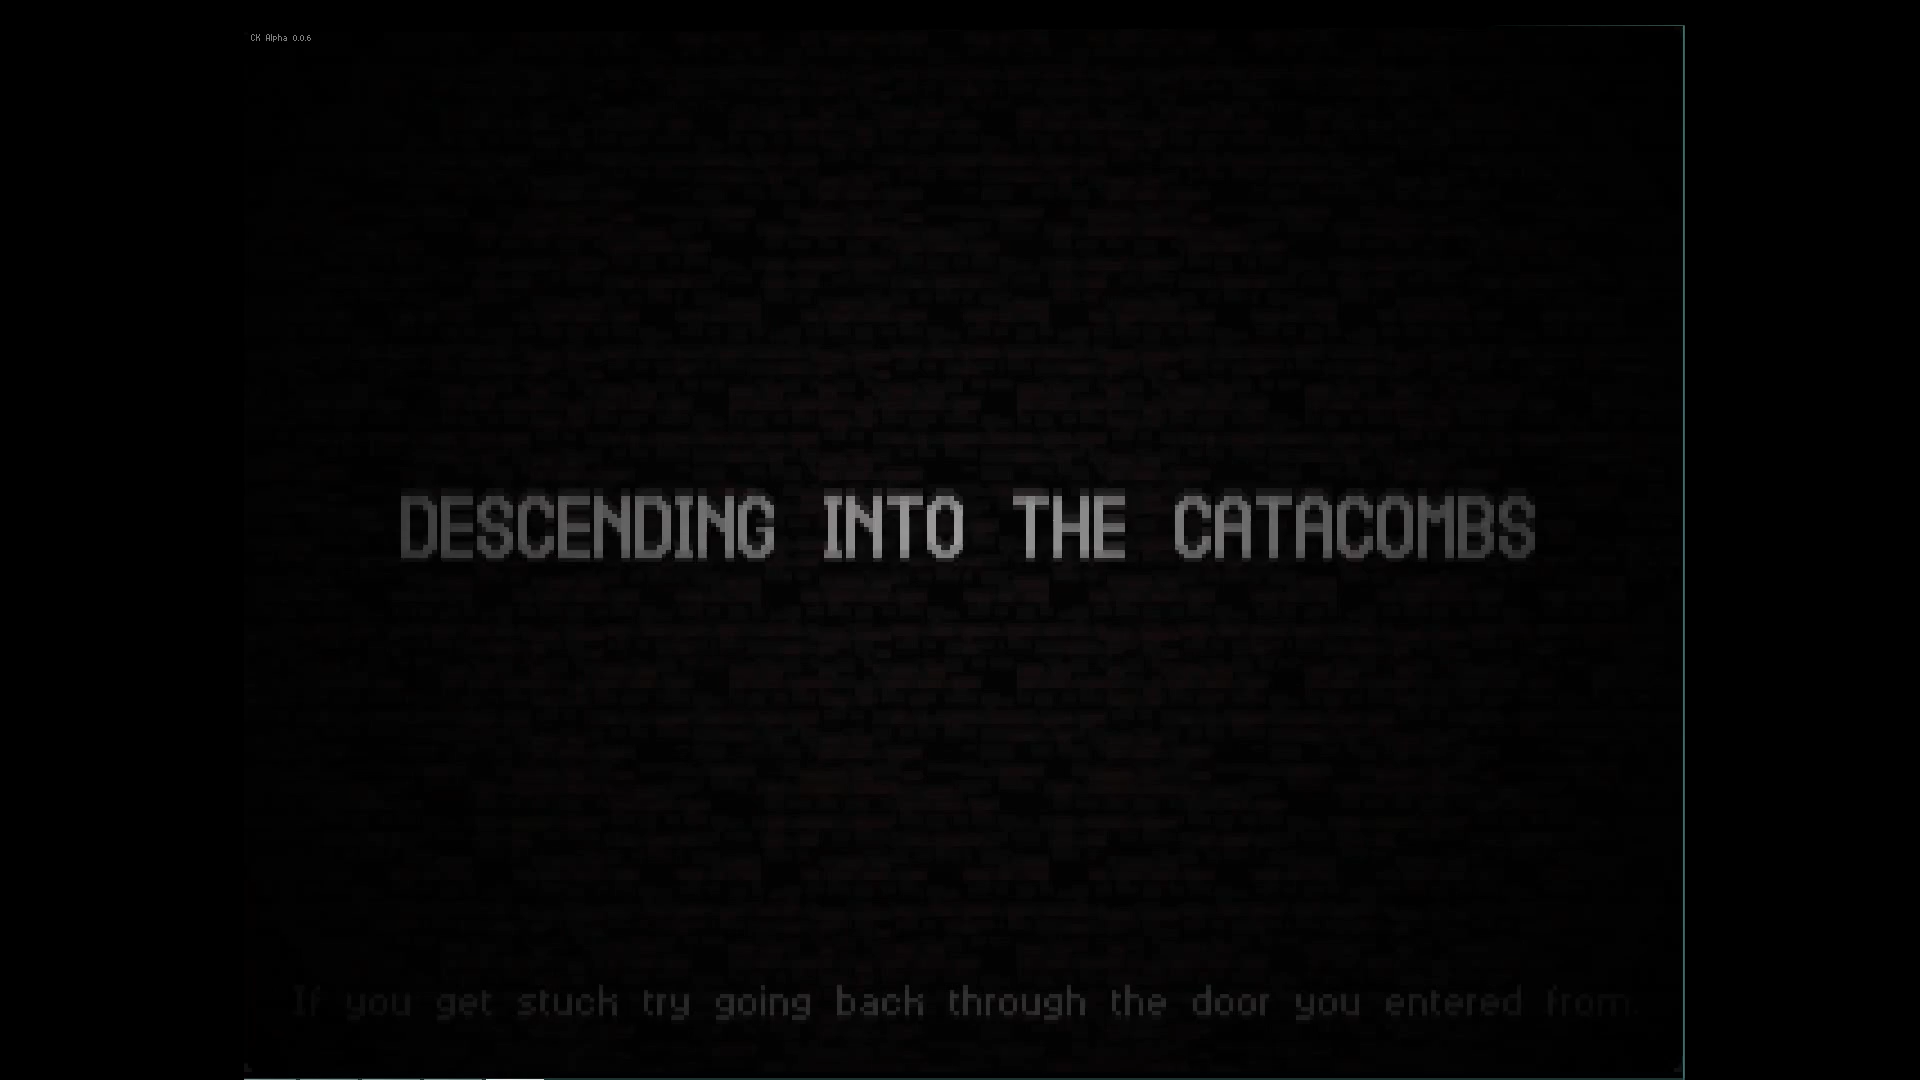 CK Alpha 0.0.6
DESCENDING INTO THE CATACOMBS
If you get stuck try going back through the door you entered from.